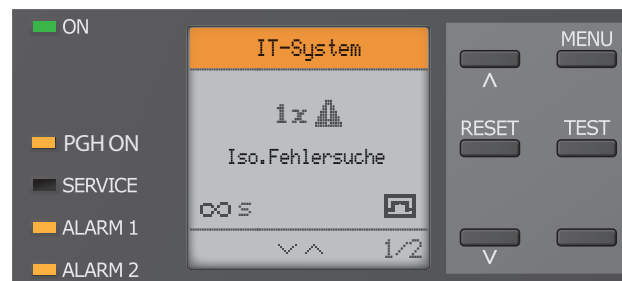 ON
PGH ON
SERVICE
ALARM 1
ALARM 2
IT-System
1x
Iso.Fehlersuche
∞ s
1/2
MENU
RESET TEST